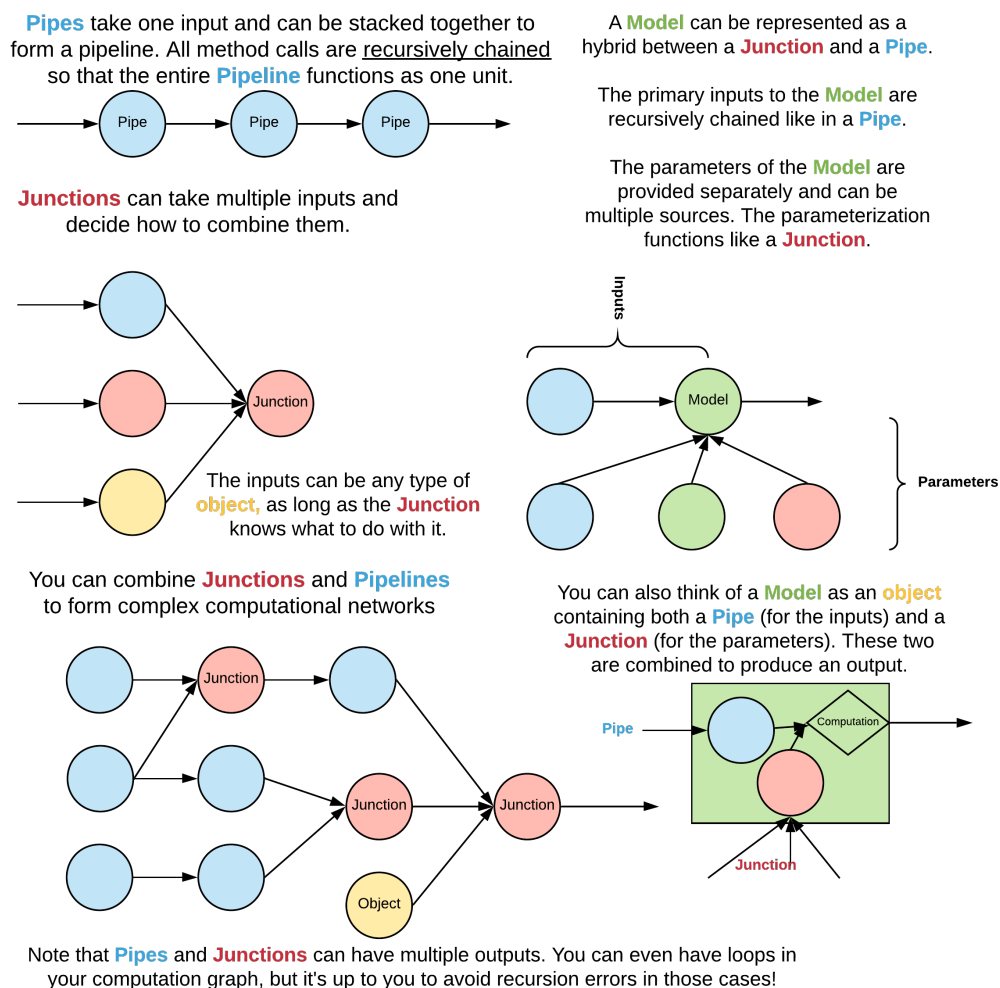 Pipes take one input and can be stacked together to
form a pipeline. All method calls are recursively chained
so that the entire Pipeline functions as one unit.
Pipe
Pipe
Pipe
Junctions can take multiple inputs and
decide how to combine them.
Junction
The inputs can be any type of
object, as long as the Junction
knows what to do with it.
You can combine Junctions and Pipelines
to form complex computational networks
Junction
Junction
Junction
Object
A Model can be represented as a
hybrid between a Junction and a Pipe.
The primary inputs to the Model are
recursively chained like in a Pipe.
The parameters of the Model are
provided separately and can be
multiple sources. The parameterization
functions like a Junction.
Inputs
Model
Parameters
You can also think of a Model as an object
containing both a Pipe (for the inputs) and a
Junction (for the parameters). These two
are combined to produce an output.
Pipe
Computation
Junction
Note that Pipes and Junctions can have multiple outputs. You can even have loops in
your computation graph, but it's up to you to avoid recursion errors in those cases!